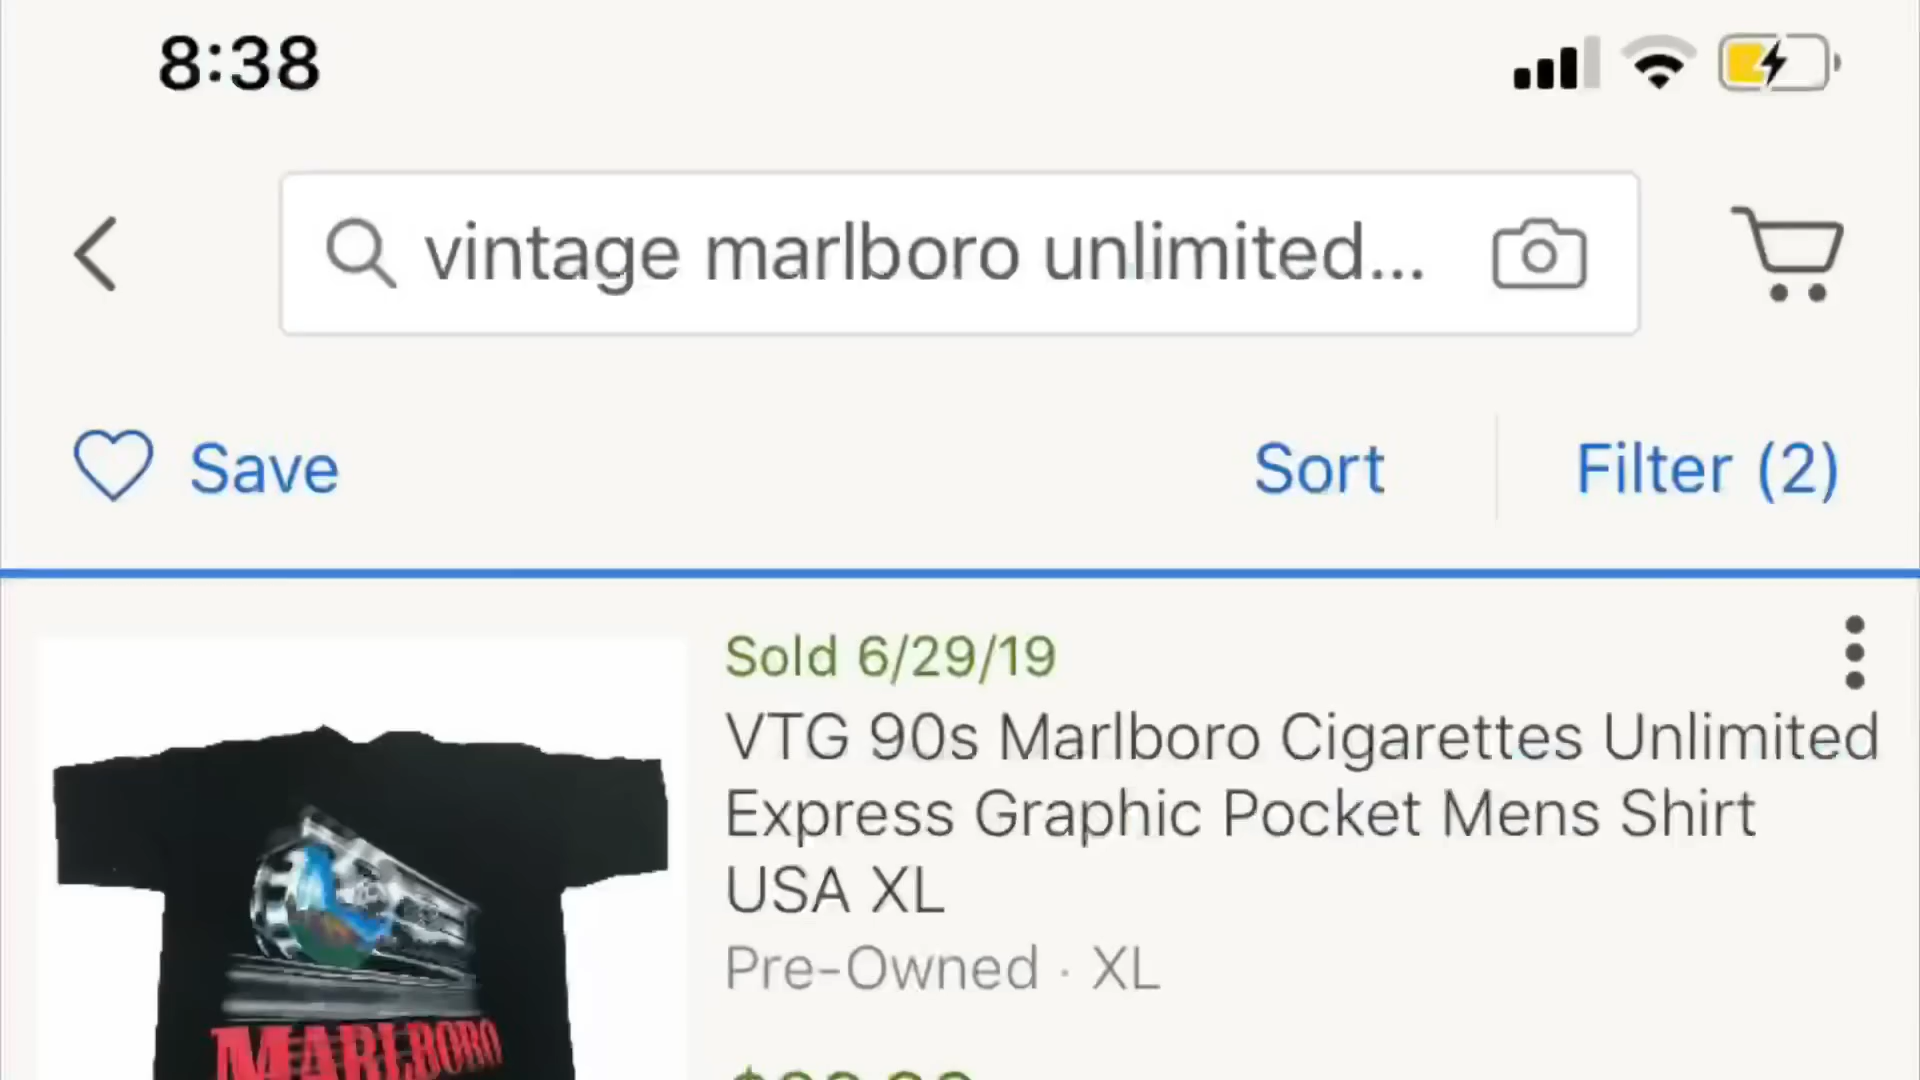 8:38
vintage marlboro unlimited...
Save
Sort
Filter (2)
Sold 6/29/19
VTG 90s Marlboro Cigarettes Unlimited
Express Graphic Pocket Mens Shirt
USA XL
Pre-Owned · XL
MARLBORO